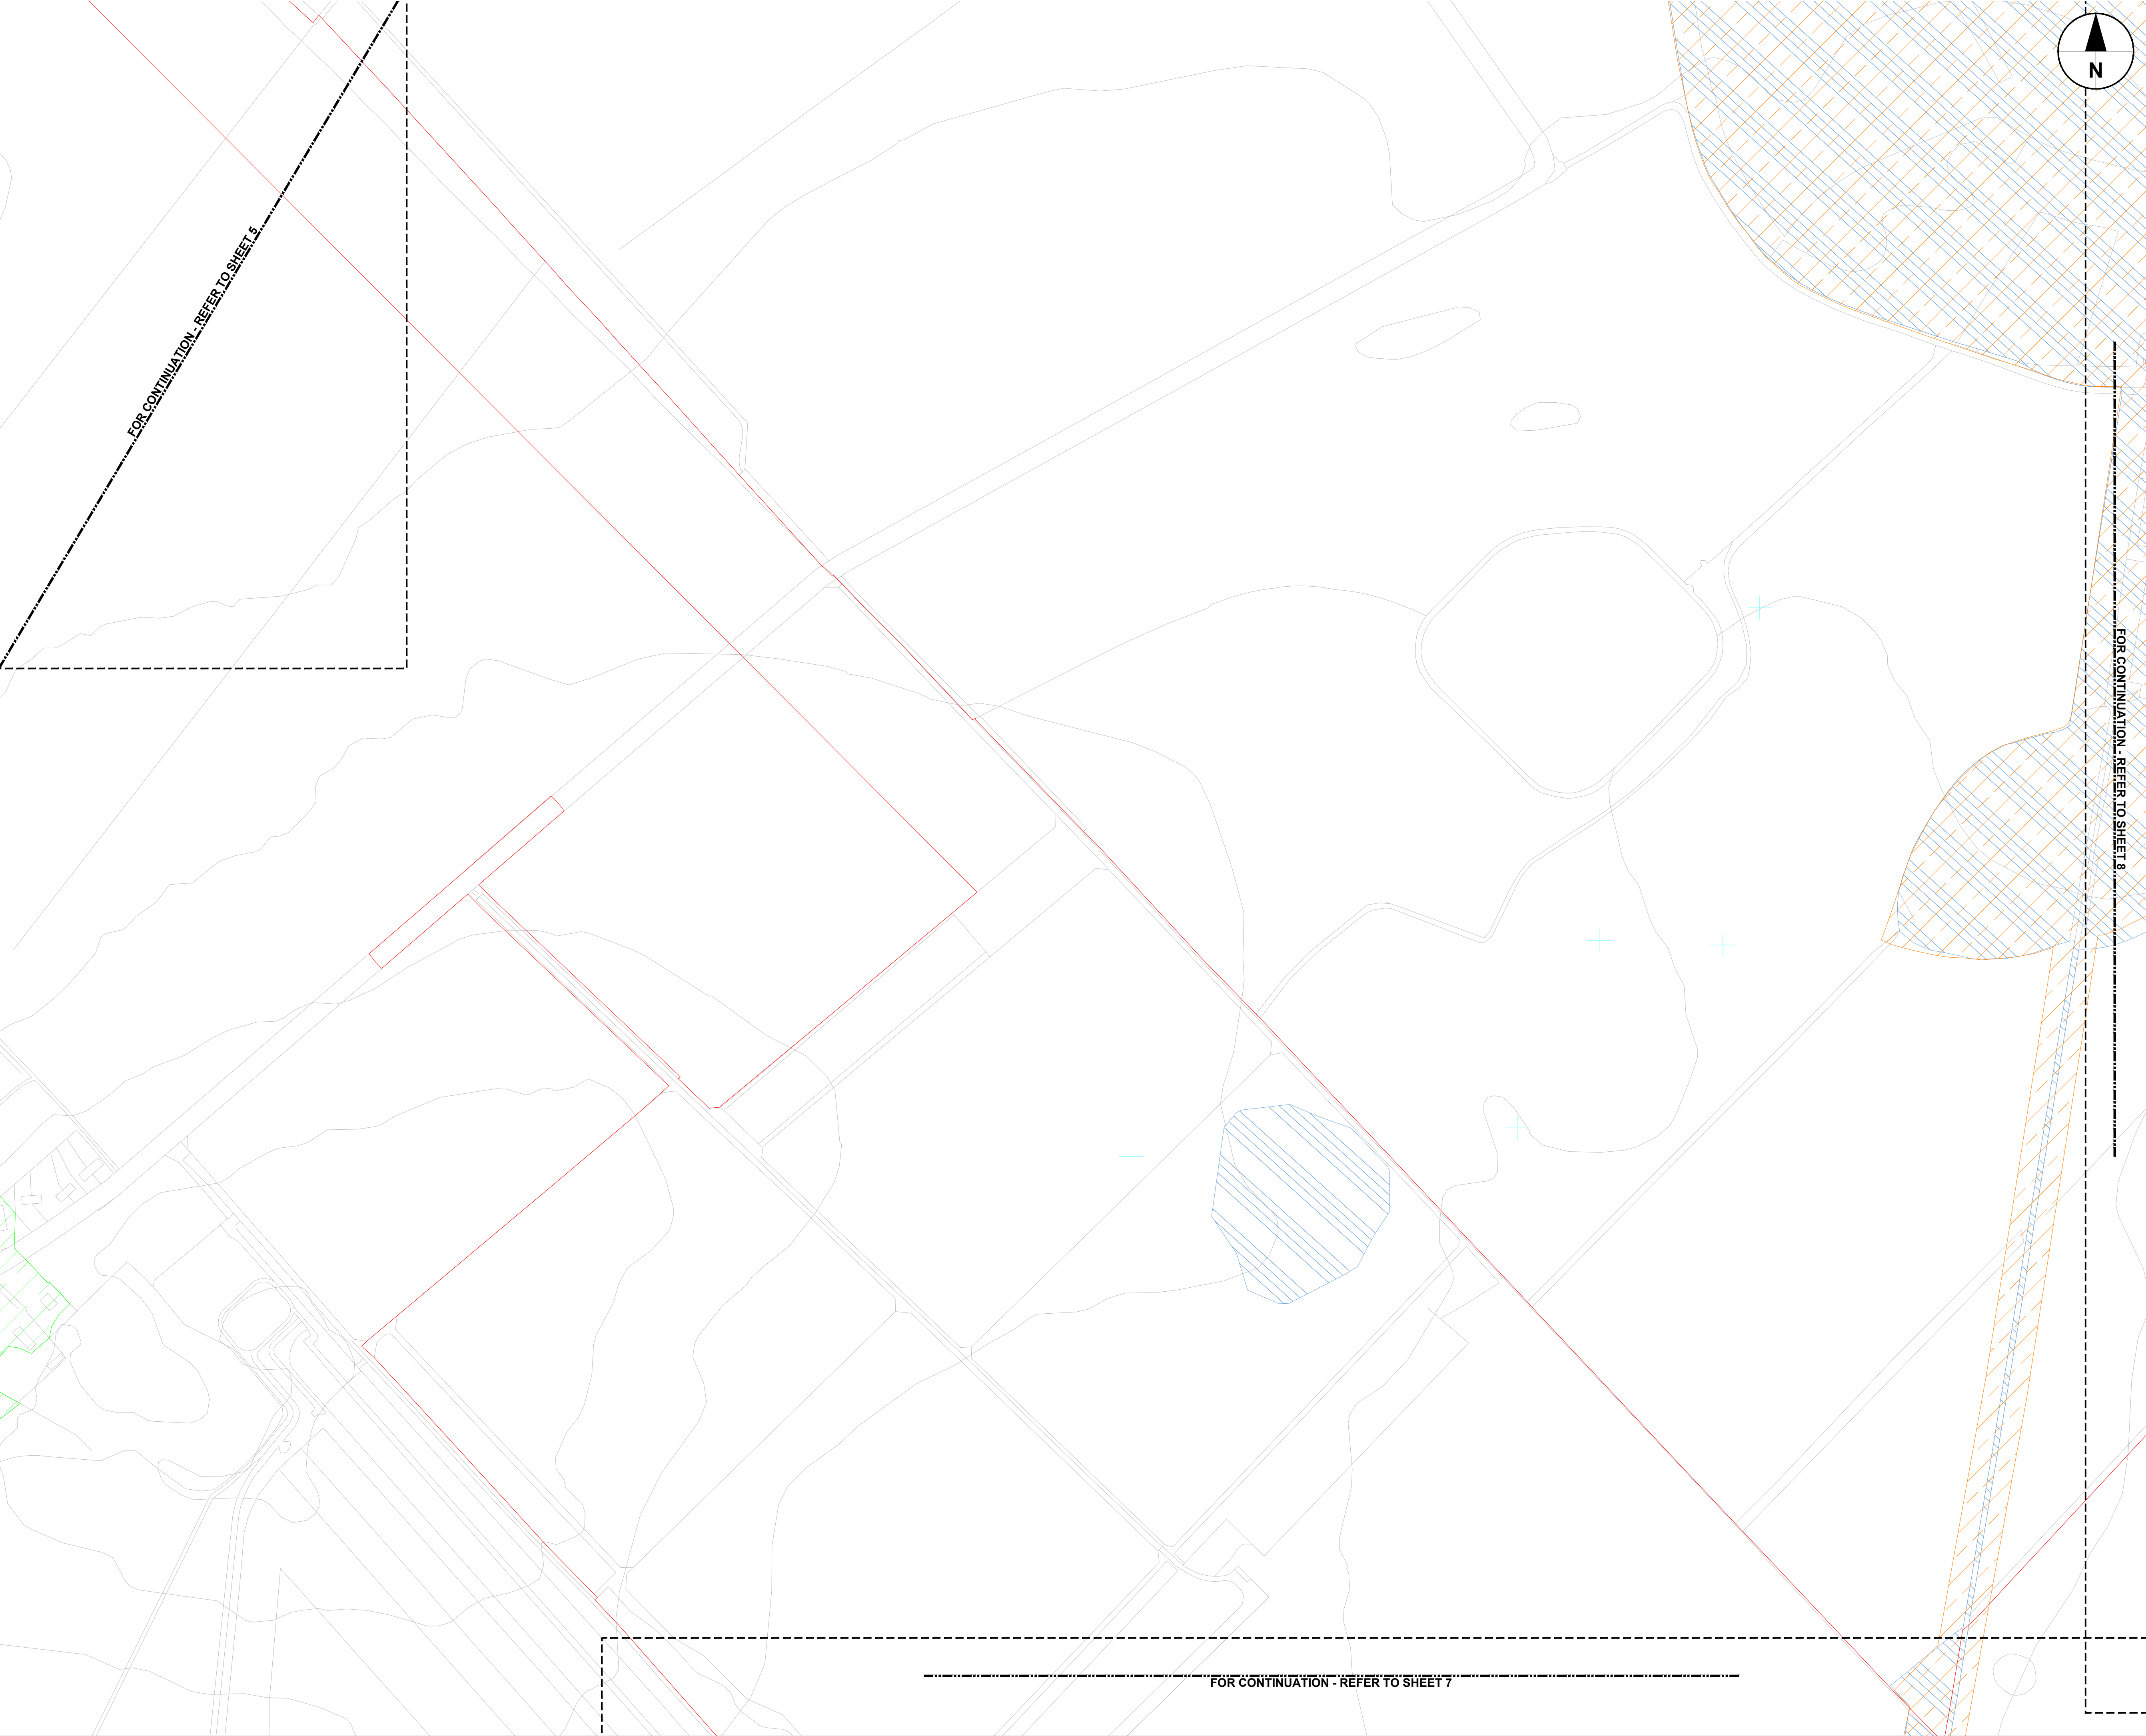 N
FOR CONTINUATION - REFER TO SHEET 5
FOR CONTINUATION - REFER TO SHEET 8
FOR CONTINUATION - REFER TO SHEET 7